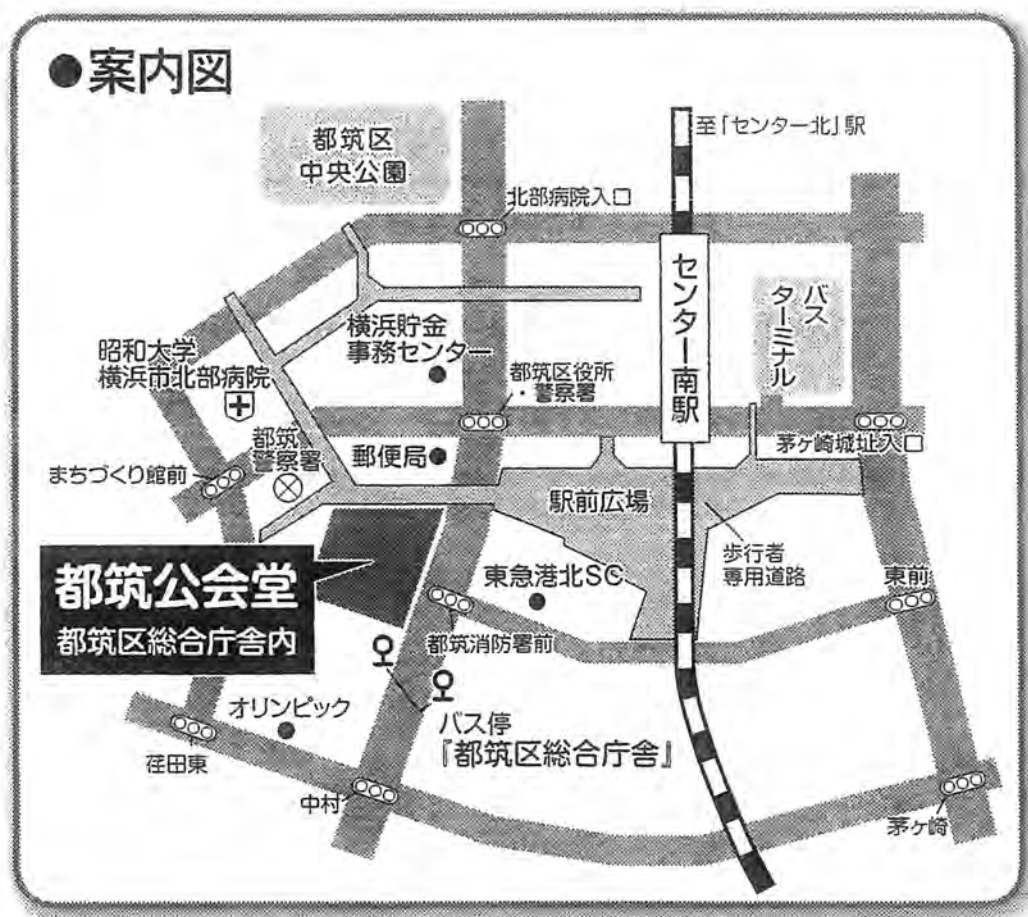 ●案内図
都筑区
中央公園
至「センター北」駅
北部病院入口
センター南駅
バス
ターミナル
横浜貯金
事務センター
昭和大学
横浜市北部病院
都筑区役所
・警察署
茅ヶ崎城址入口
都筑
警察署
郵便局
まちづくり館前
駅前広場
歩行者
専用道路
都筑公会堂
都筑区総合庁舎内
東急港北SC
東前
都筑消防署前
オリンピック
バス停
『都筑区総合庁舎』
荏田東
中村
茅ヶ崎